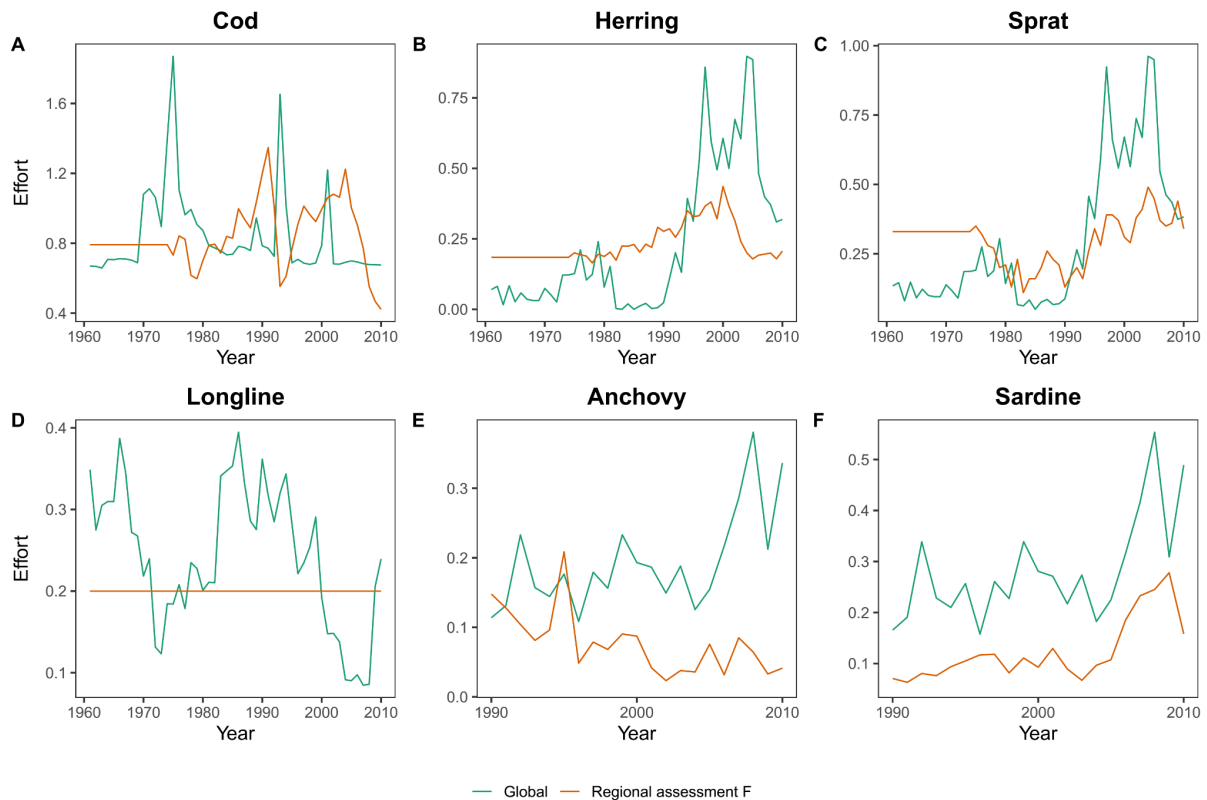 Cod
Herring
Sprat
A
B
C
Effort
1.6
1.2
0.8
0.4
0.75
0.50
0.25
0.00
1.00
0.75
0.50
0.25
1960 1970 1980 1990 2000 2010
1960 1970 1980 1990 2000 2010
1960 1970 1980 1990 2000 2010
Year
Year
Year
Longline
Anchovy
Sardine
D
E
F
Effort
0.4
0.3
0.2
0.1
0.3
0.2
0.1
0.0
0.5
0.4
0.3
0.2
0.1
1960 1970 1980 1990 2000 2010
1990 2000 2010
1990 2000 2010
Year
Year
Year
Global Regional assessment F